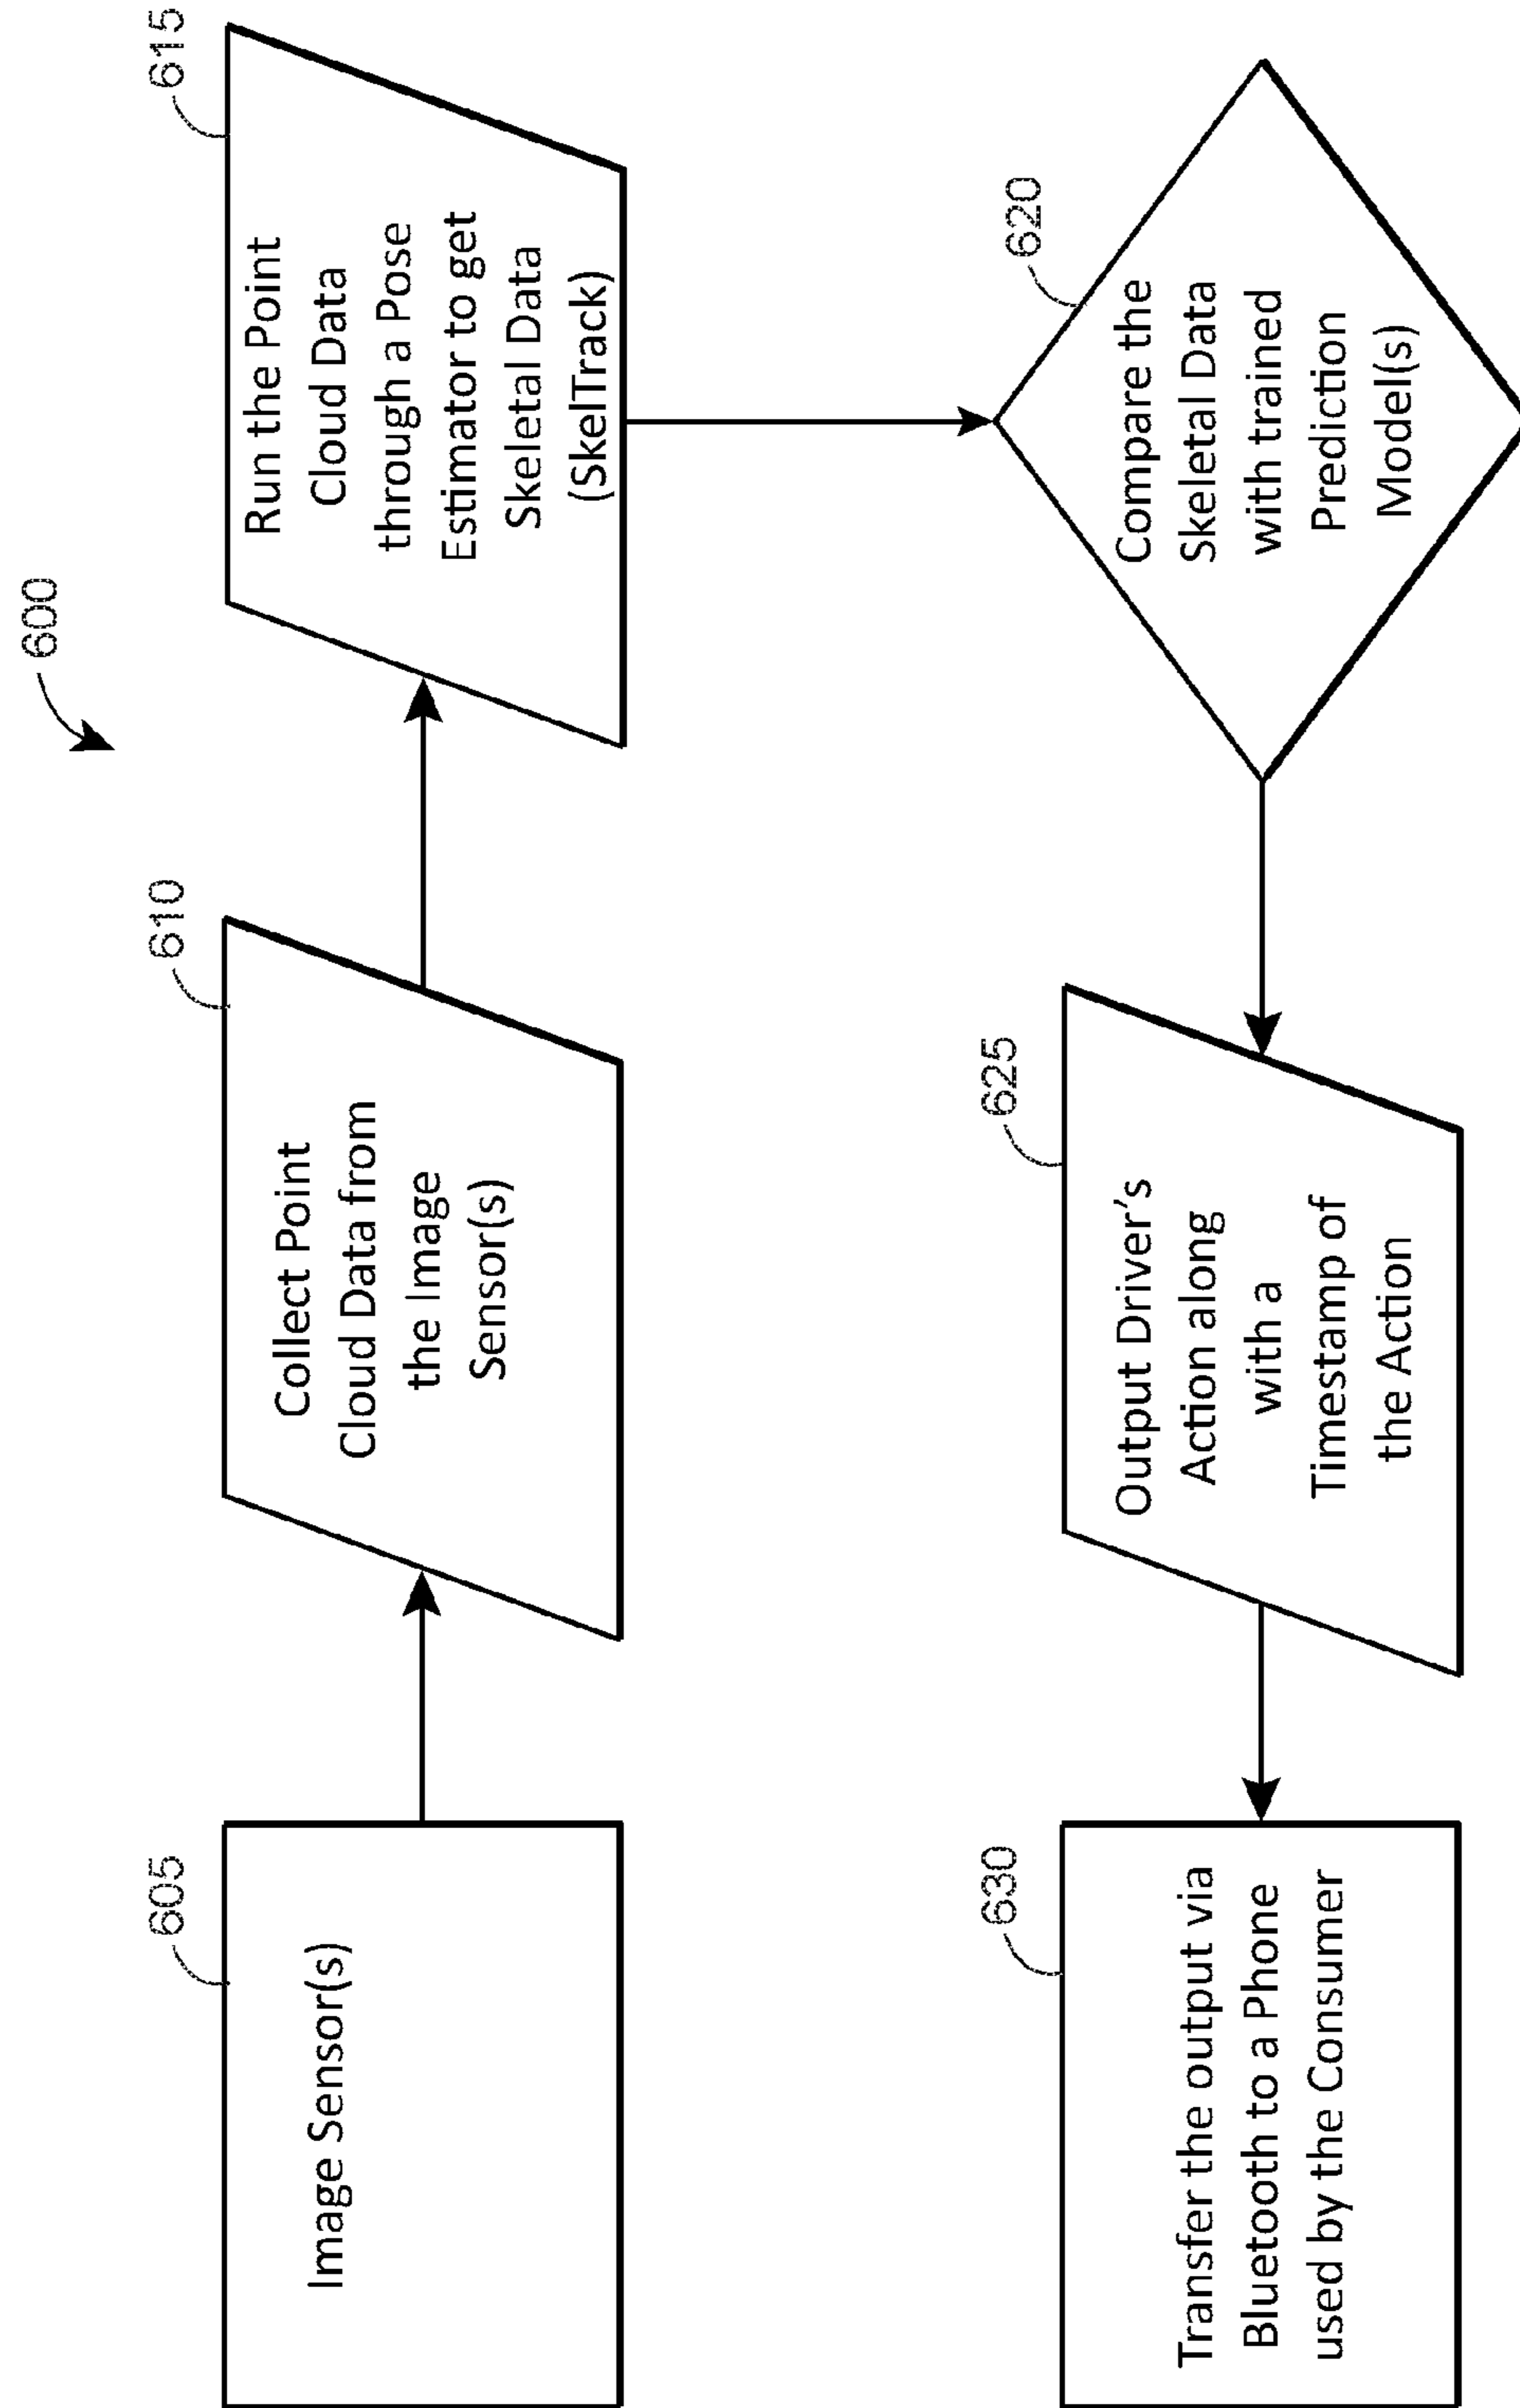 600
605
Image Sensor(s)
610
Collect Point
Cloud Data from
the Image
Sensor(s)
615
Run the Point
Cloud Data
through a Pose
Estimator to get
Skeletal Data
(SkelTrack)
620
Compare the
Skeletal Data
with trained
Prediction
Model(s)
625
Output Driver's
Action along
with a
Timestamp of
the Action
630
Transfer the output via
Bluetooth to a Phone
used by the Consumer